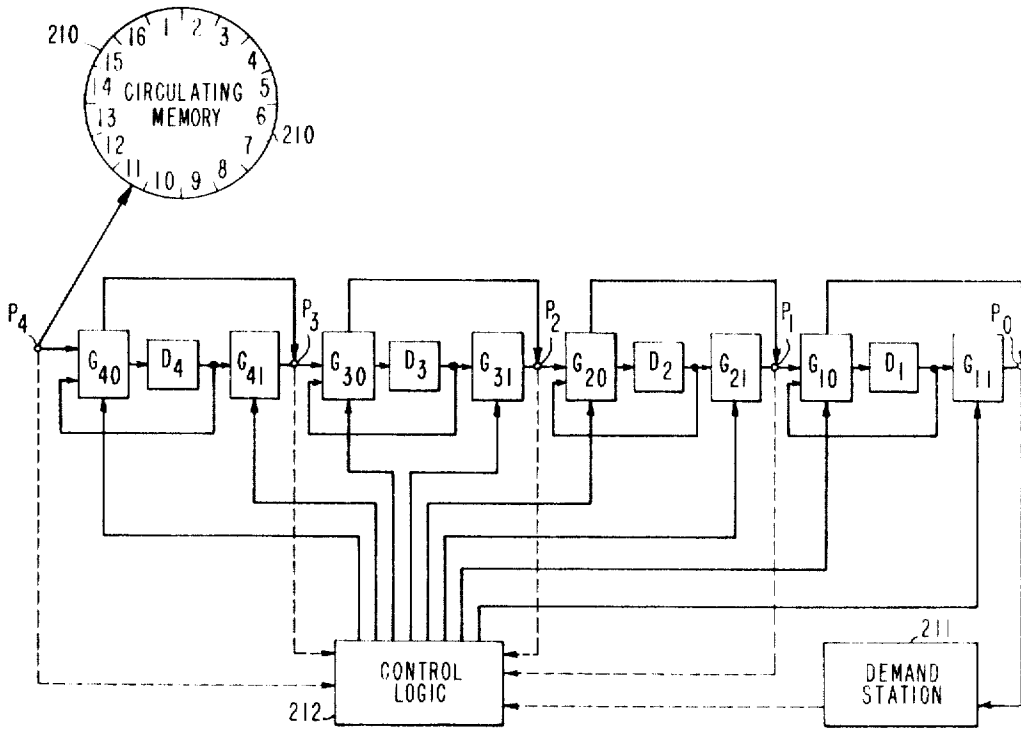 210
16 1 2 3
15 4
14 CIRCULATING 5
13 MEMORY 6
12 7
11 10 9 8
210
P4 G40 D4 G41 P3 G30 D3 G31 P2 G20 D2 G21 P1 G10 D1 G11 P0
211
CONTROL
LOGIC
212
DEMAND
STATION